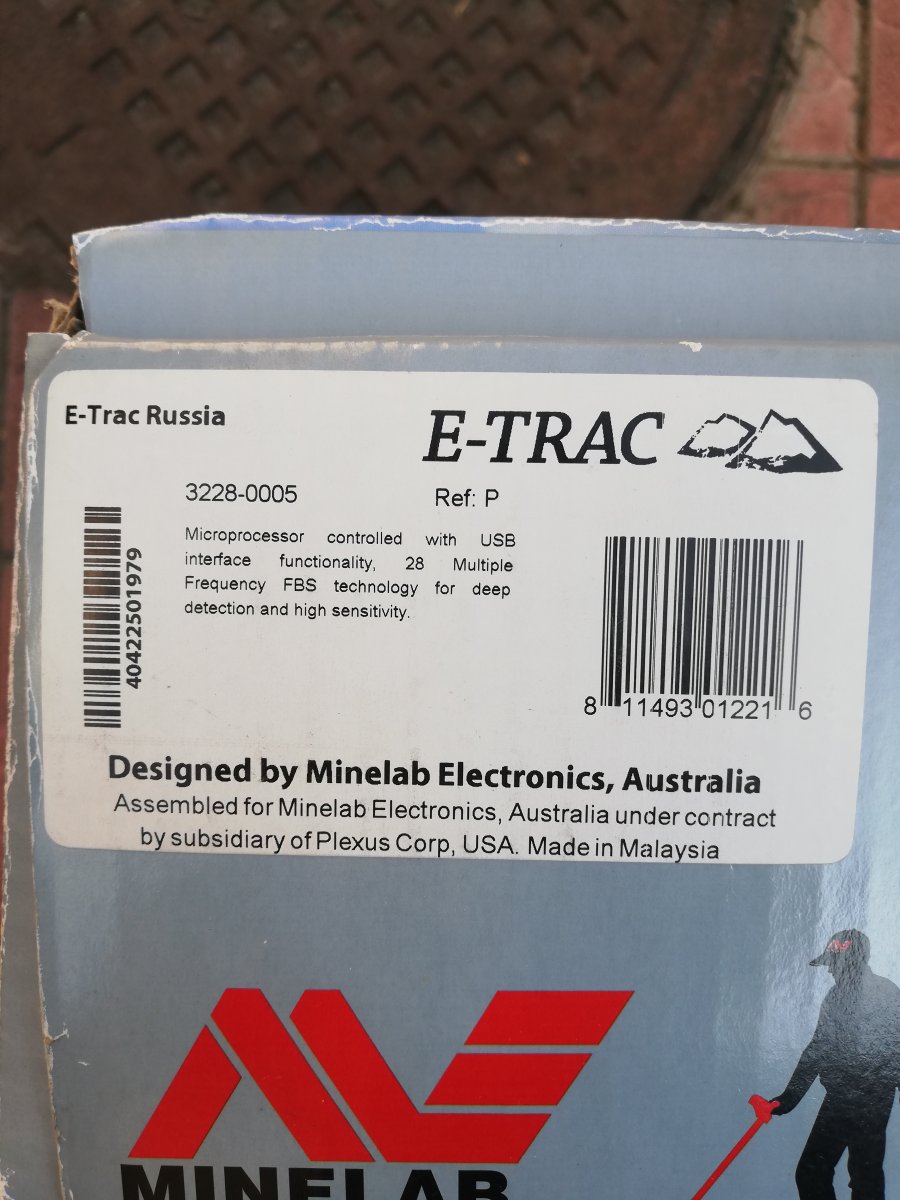 E-Trac Russia
E-TRAC
3228-0005
Ref: P
Microprocessor controlled with USB
interface functionality, 28 Multiple
Frequency FBS technology for deep
detection and high sensitivity.
40422501979
8 11493 01221 6
Designed by Minelab Electronics, Australia
Assembled for Minelab Electronics, Australia under contract
by subsidiary of Plexus Corp, USA. Made in Malaysia
MINELAB